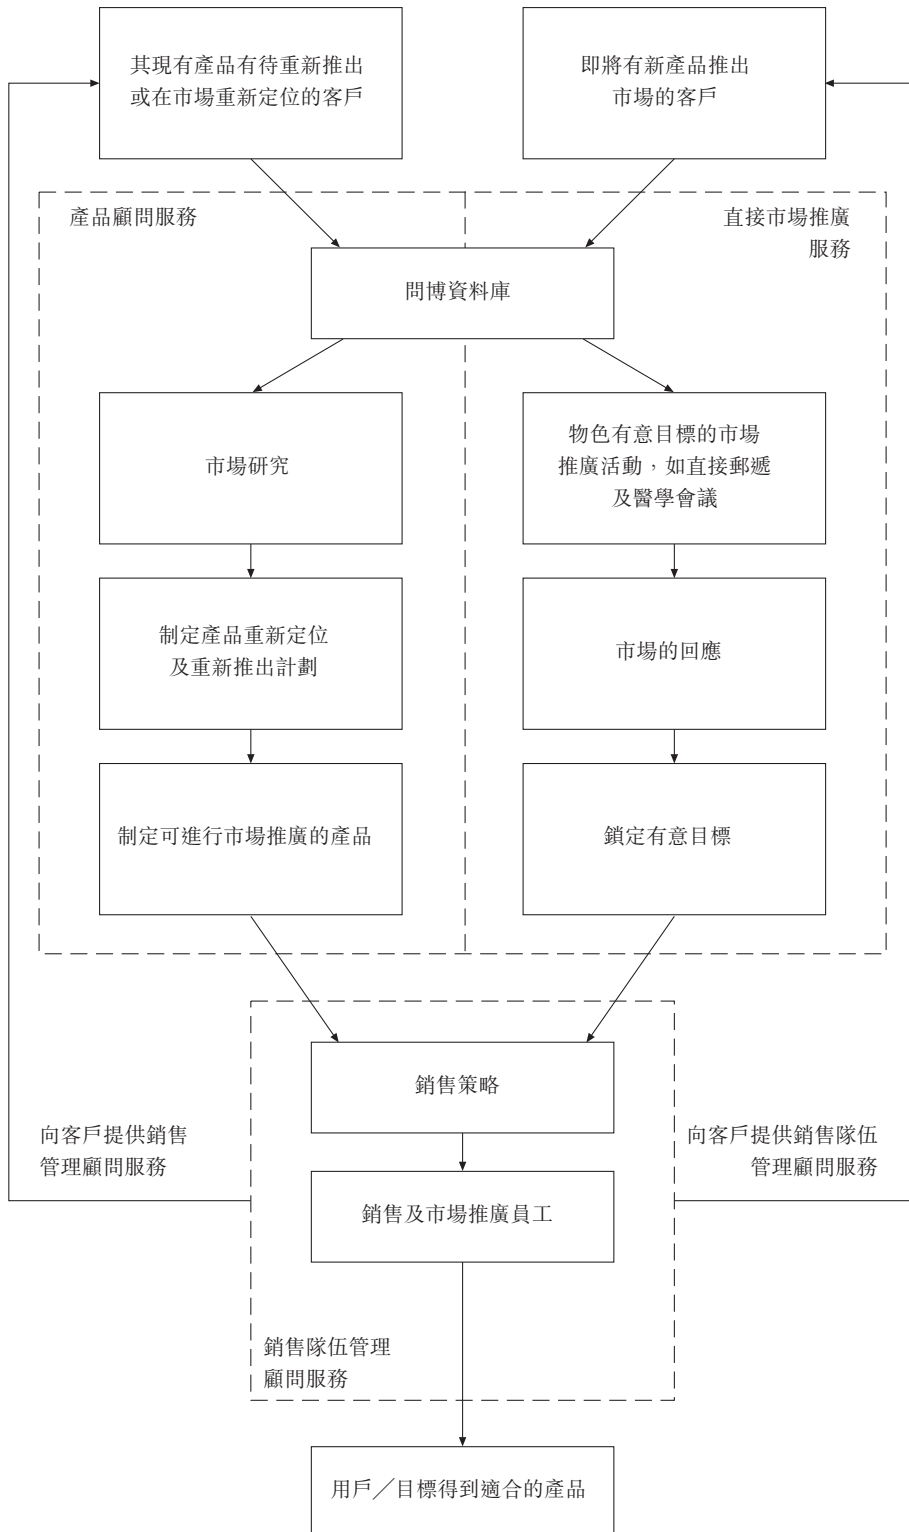 其現有產品有待重新推出
或在市場重新定位的客戶
即將有新產品推出
市場的客戶
產品顧問服務
直接市場推廣
服務
問博資料庫
市場研究
物色有意目標的市場
推廣活動，如直接郵遞
及醫學會議
制定產品重新定位
及重新推出計劃
市場的回應
制定可進行市場推廣的產品
鎖定有意目標
銷售策略
向客戶提供銷售
管理顧問服務
向客戶提供銷售隊伍
管理顧問服務
銷售及市場推廣員工
銷售隊伍管理
顧問服務
用戶／目標得到適合的產品